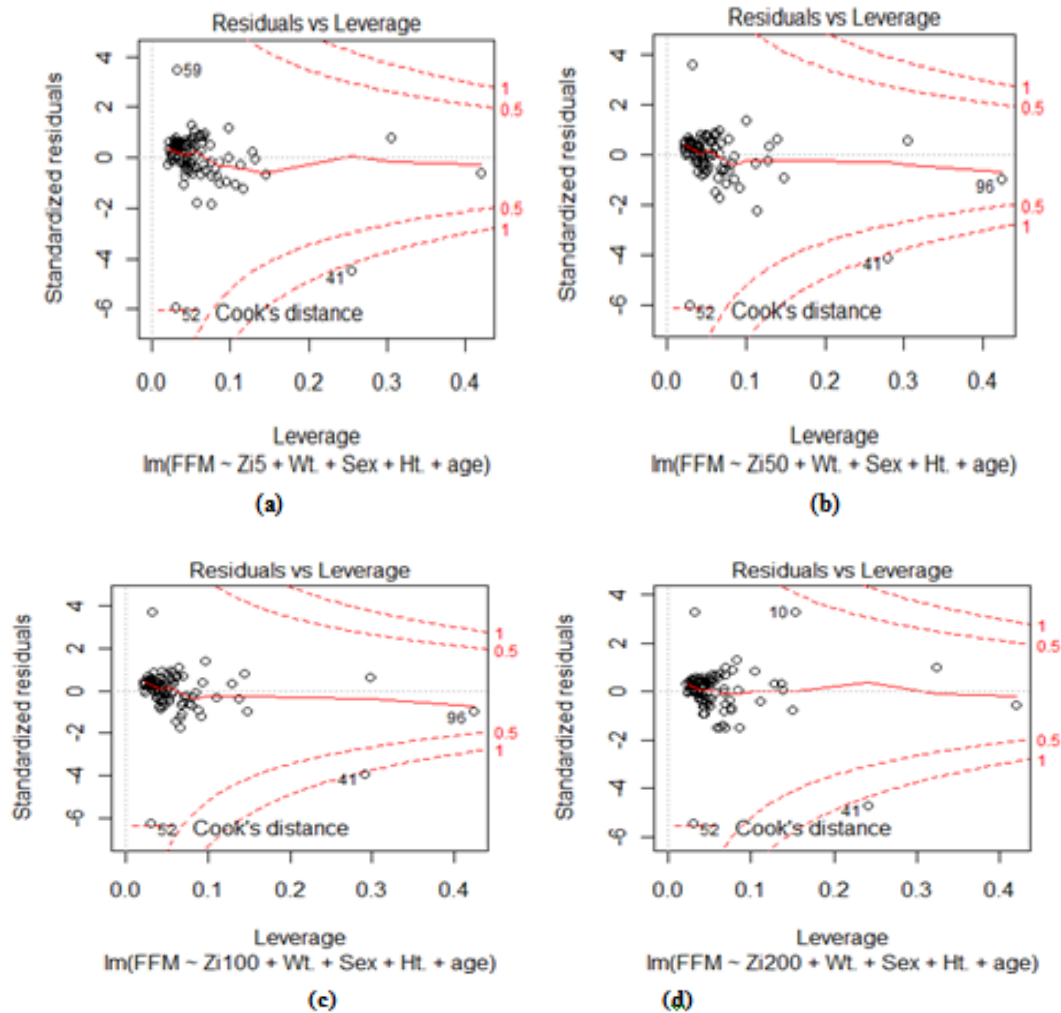 Residuals vs Leverage
Standardized residuals
4
2
0
-2
-4
-6
59
41
52
Cook's distance
1
0.5
0.5
1
0.0 0.1 0.2 0.3 0.4
Leverage
lm(FFM ~ Zi5 + Wt. + Sex + Ht. + age)
(a)
Residuals vs Leverage
Standardized residuals
4
2
0
-2
-4
-6
96
41
52
Cook's distance
1
0.5
0.5
1
0.0 0.1 0.2 0.3 0.4
Leverage
lm(FFM ~ Zi50 + Wt. + Sex + Ht. + age)
(b)
Residuals vs Leverage
Standardized residuals
4
2
0
-2
-4
-6
96
41
52
Cook's distance
1
0.5
0.5
1
0.0 0.1 0.2 0.3 0.4
Leverage
lm(FFM ~ Zi100 + Wt. + Sex + Ht. + age)
(c)
Residuals vs Leverage
Standardized residuals
4
2
0
-2
-4
-6
10
41
52
Cook's distance
1
0.5
0.5
1
0.0 0.1 0.2 0.3 0.4
Leverage
lm(FFM ~ Zi200 + Wt. + Sex + Ht. + age)
(d)